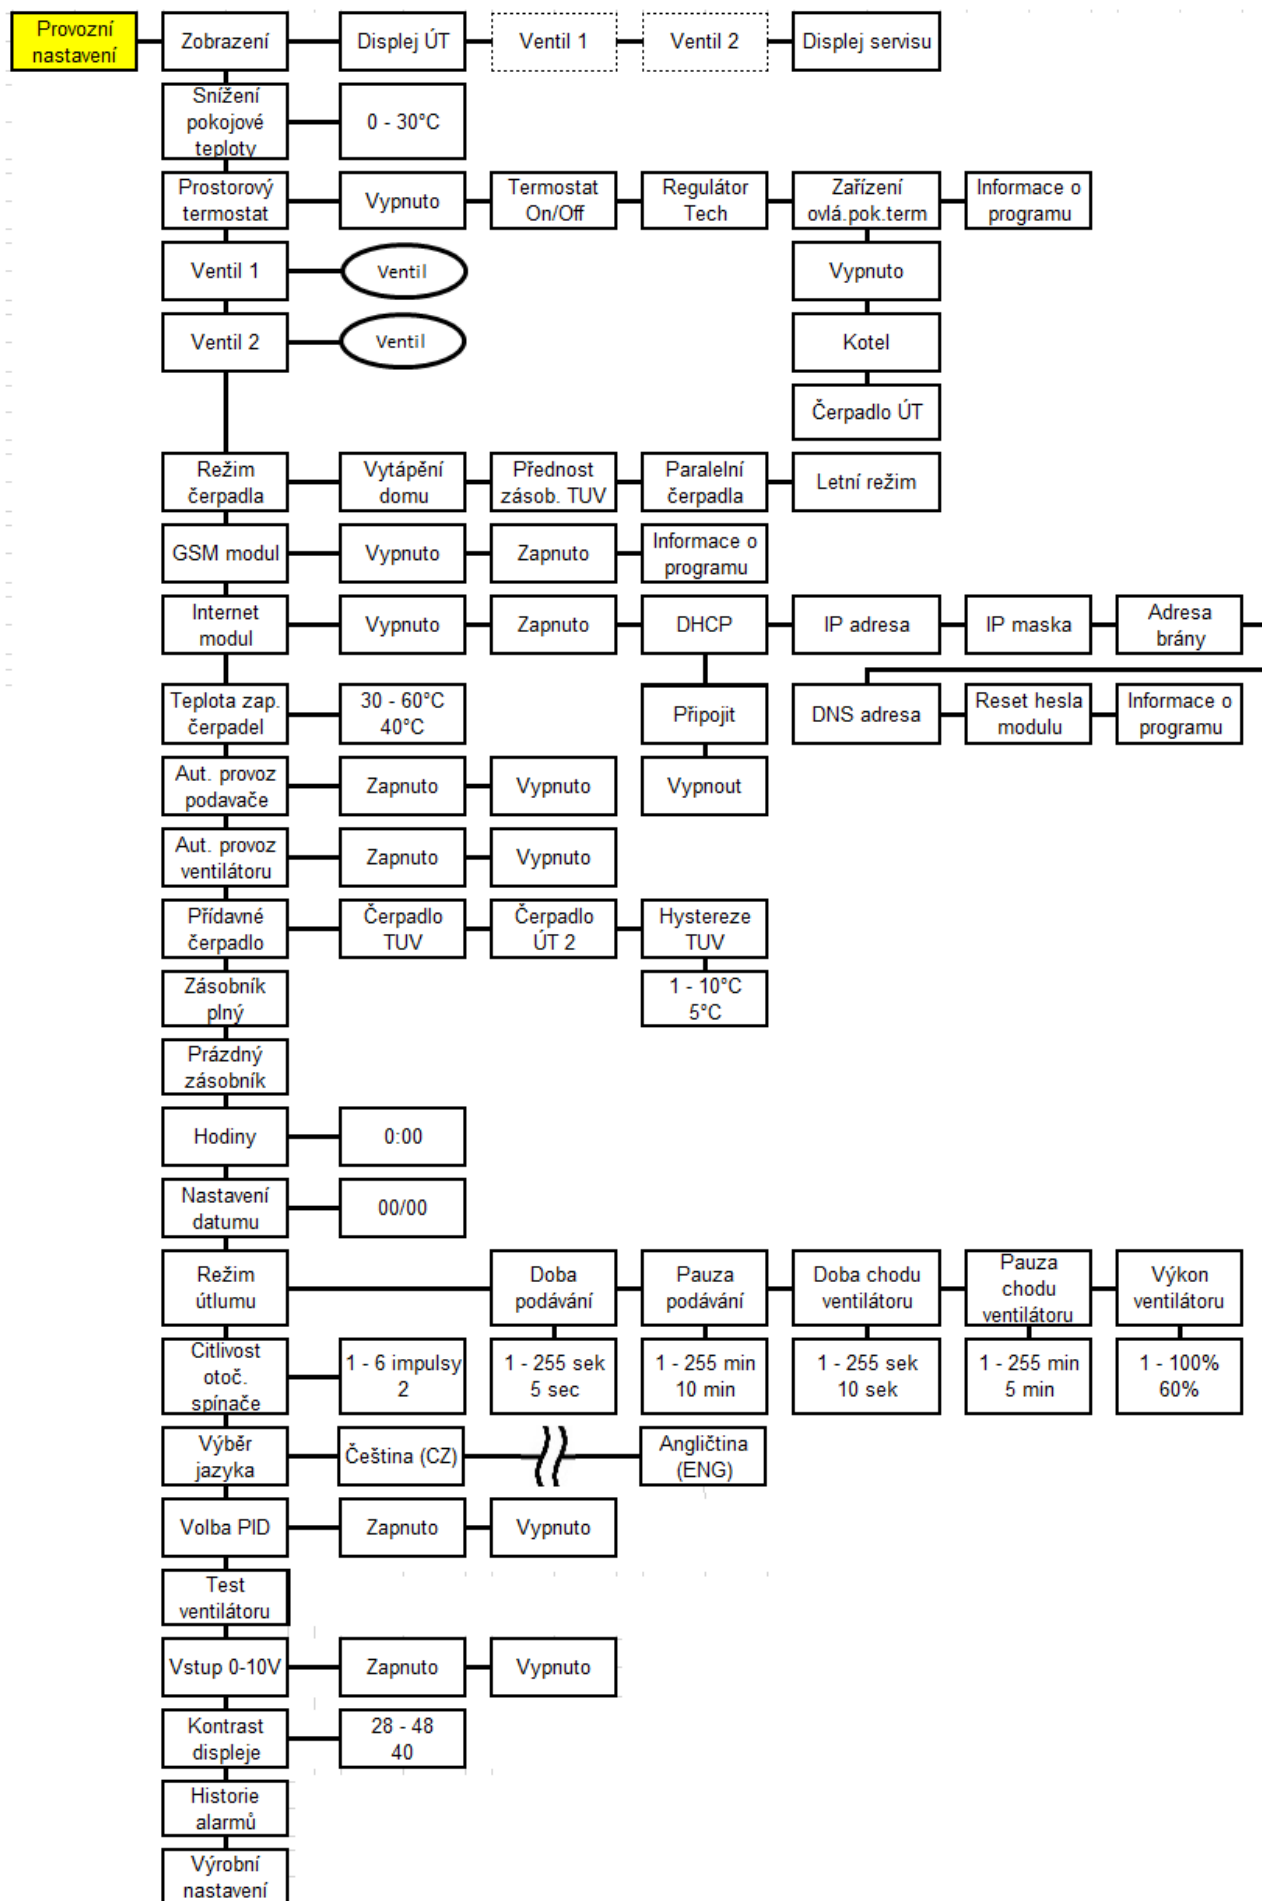 Provozní
nastavení
Zobrazení
Displej ÚT
Ventil 1
Ventil 2
Displej servisu
Snížení
pokojové
teploty
0 - 30°C
Prostorový
termostat
Vypnuto
Termostat
On/Off
Regulátor
Tech
Zařízení
ovlá.pok.term
Informace o
programu
Vypnuto
Kotel
Čerpadlo ÚT
Ventil 1
Ventil
Ventil 2
Ventil
Režim
čerpadla
Vytápění
domu
Přednost
zásob. TUV
Paralelní
čerpadla
Letní režim
GSM modul
Vypnuto
Zapnuto
Informace o
programu
Internet
modul
Vypnuto
Zapnuto
DHCP
IP adresa
IP maska
Adresa
brány
Připojit
Vypnout
DNS adresa
Reset hesla
modulu
Informace o
programu
Teplota zap.
čerpadel
30 - 60°C
40°C
Aut. provoz
podavače
Zapnuto
Vypnuto
Aut. provoz
ventilátoru
Zapnuto
Vypnuto
Přídavné
čerpadlo
Čerpadlo
TUV
Čerpadlo
ÚT 2
Hystereze
TUV
1 - 10°C
5°C
Zásobník
plný
Prázdný
zásobník
Hodiny
0:00
Nastavení
datumu
00/00
Režim
útlumu
Doba
podávání
Pauza
podávání
Doba chodu
ventilátoru
Pauza
chodu
ventilátoru
Výkon
ventilátoru
1 - 255 sek
5 sec
1 - 255 min
10 min
1 - 255 sek
10 sek
1 - 255 min
5 min
1 - 100%
60%
Citlivost
otoč.
spínače
1 - 6 impulsy
2
Výběr
jazyka
Čeština (CZ)
Angličtina
(ENG)
Volba PID
Zapnuto
Vypnuto
Test
ventilátoru
Vstup 0-10V
Zapnuto
Vypnuto
Kontrast
displeje
28 - 48
40
Historie
alarmů
Výrobní
nastavení